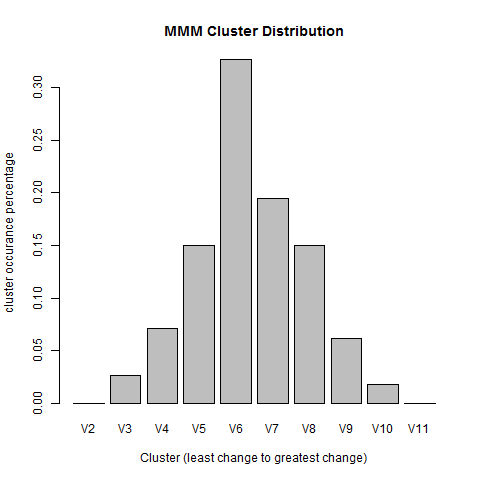 MMM Cluster Distribution
cluster occurance percentage
0.30
0.25
0.20
0.15
0.10
0.05
0.00
V2 V3 V4 V5 V6 V7 V8 V9 V10 V11
Cluster (least change to greatest change)